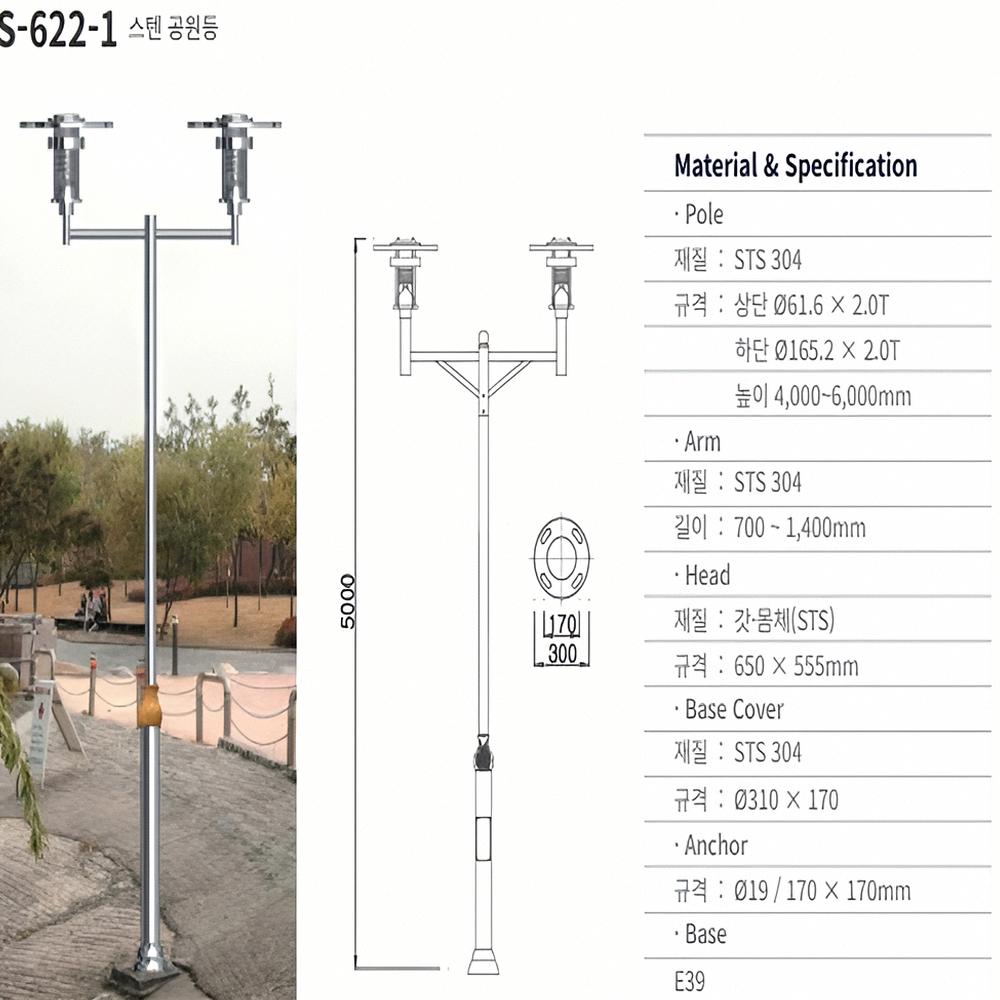 S-622-1 스텐 공원등
Material & Specification
· Pole
재질 : STS 304
규격 : 상단 Ø61.6 × 2.0T
하단 Ø165.2 × 2.0T
높이 4,000~6,000mm
· Arm
재질 : STS 304
길이 : 700 ~ 1,400mm
· Head
재질 : 갓·몸체(STS)
규격 : 650 × 555mm
· Base Cover
재질 : STS 304
규격 : Ø310 × 170
· Anchor
규격 : Ø19 / 170 × 170mm
· Base
E39
5000
170
300